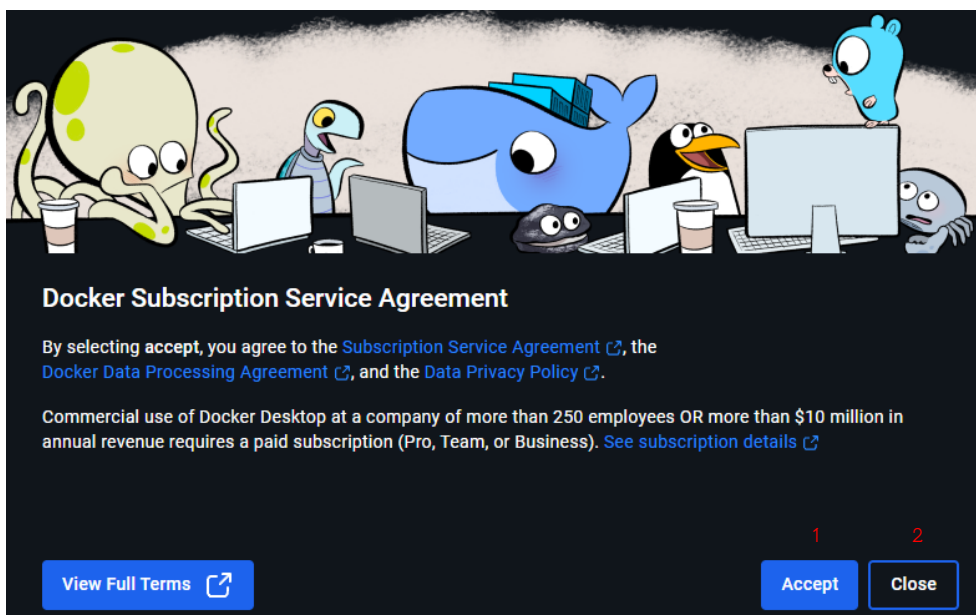 Docker Subscription Service Agreement
By selecting accept, you agree to the Subscription Service Agreement, the
Docker Data Processing Agreement, and the Data Privacy Policy.
Commercial use of Docker Desktop at a company of more than 250 employees OR more than $10 million in
annual revenue requires a paid subscription (Pro, Team, or Business). See subscription details
1 2
View Full Terms Accept Close